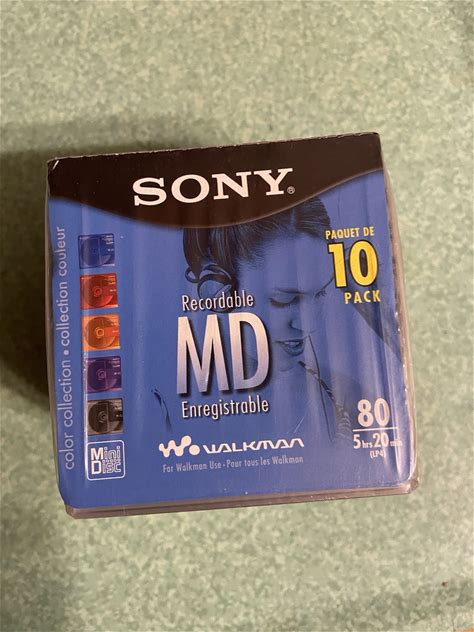 SONY®
PAQUET DE
10
PACK
Recordable
MD
Enregistrable
color collection • collection couleur
80
5 hrs 20 min
(LP4)
Mini
Disc
WALKMAN
For Walkman Use · Pour tous les Walkman